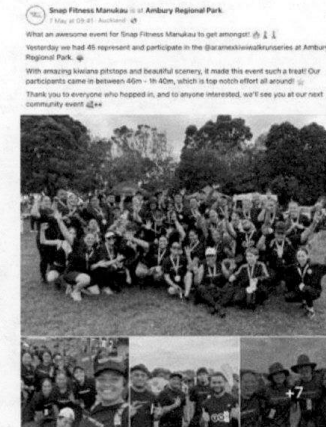 Snap Fitness Manukau is at Ambury Regional Park.
7 May at 09:41 · Auckland
What an awesome event for Snap Fitness Manukau to get amongst!
Yesterday we had 46 represent and participate in the @aramexkiwiwalkrunseries at Ambury
Regional Park.
With amazing kiwiana pitstops and beautiful scenery, it made this event such a treat! Our
participants came in between 46m - 1h 40m, which is top notch effort all around!
Thank you to everyone who hopped in, and to anyone interested, we'll see you at our next
community event
+7